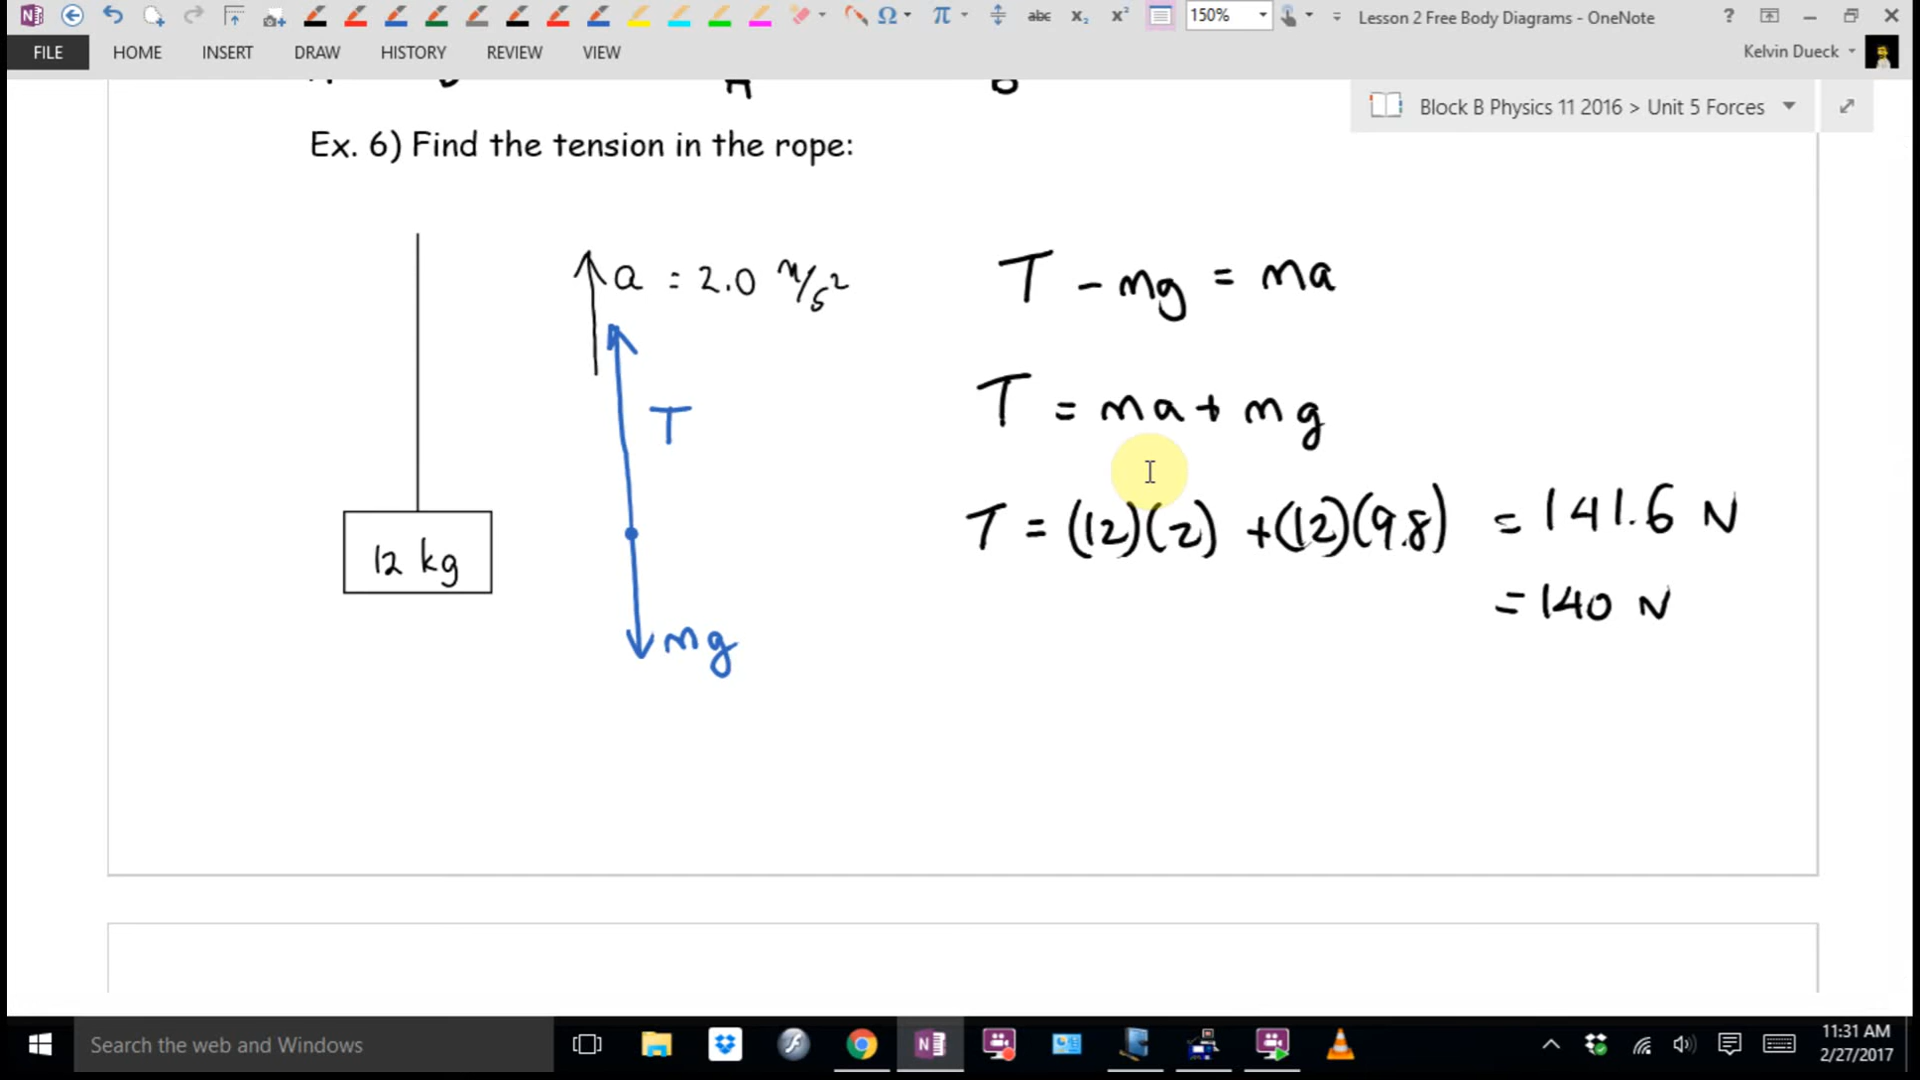 150%
Lesson 2 Free Body Diagrams - OneNote
FILE HOME INSERT DRAW HISTORY REVIEW VIEW
Kelvin Dueck
Block B Physics 11 2016 > Unit 5 Forces
Ex. 6) Find the tension in the rope:
a = 2.0 m/s²
T
12 kg
mg
T - mg = ma
T = ma + mg
T = (12)(2) + (12)(9.8) = 141.6 N
= 140 N
Search the web and Windows
11:31 AM
2/27/2017